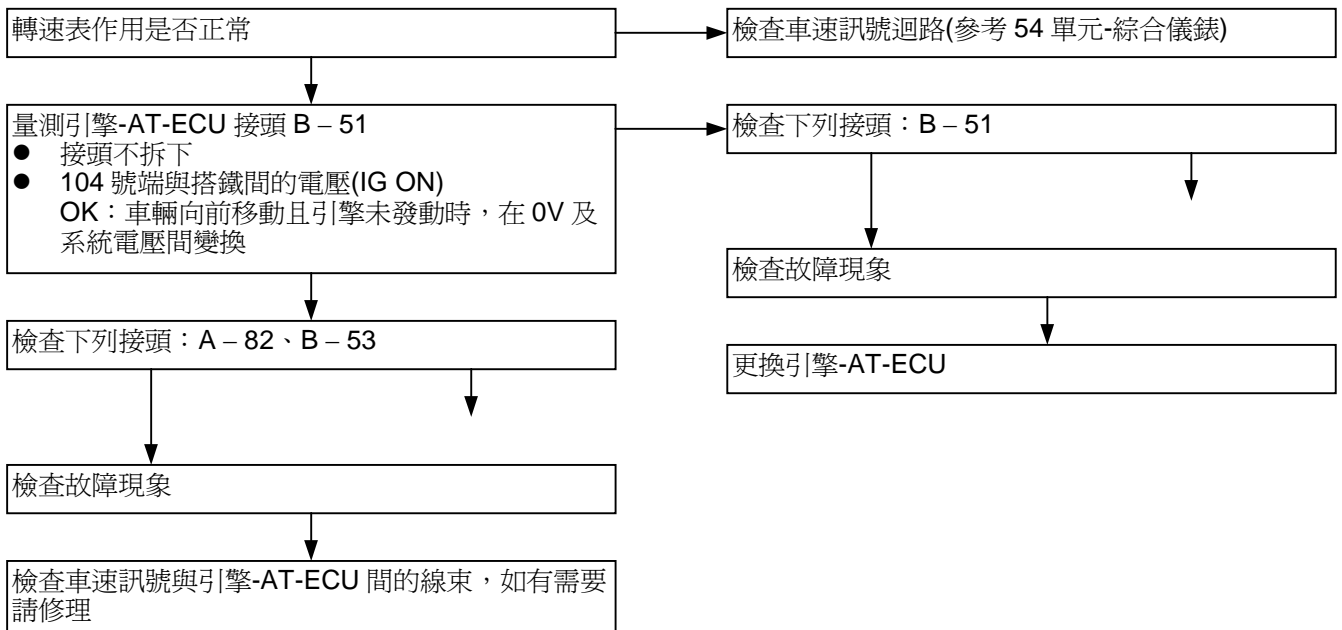 轉速表作用是否正常
檢查車速訊號迴路(參考 54 單元-綜合儀錶)
量測引擎-AT-ECU 接頭 B – 51
● 接頭不拆下
● 104 號端與搭鐵間的電壓(IG ON)
OK：車輛向前移動且引擎未發動時，在 0V 及
系統電壓間變換
檢查下列接頭：B – 51
檢查故障現象
更換引擎-AT-ECU
檢查下列接頭：A – 82、B – 53
檢查故障現象
檢查車速訊號與引擎-AT-ECU 間的線束，如有需要
請修理